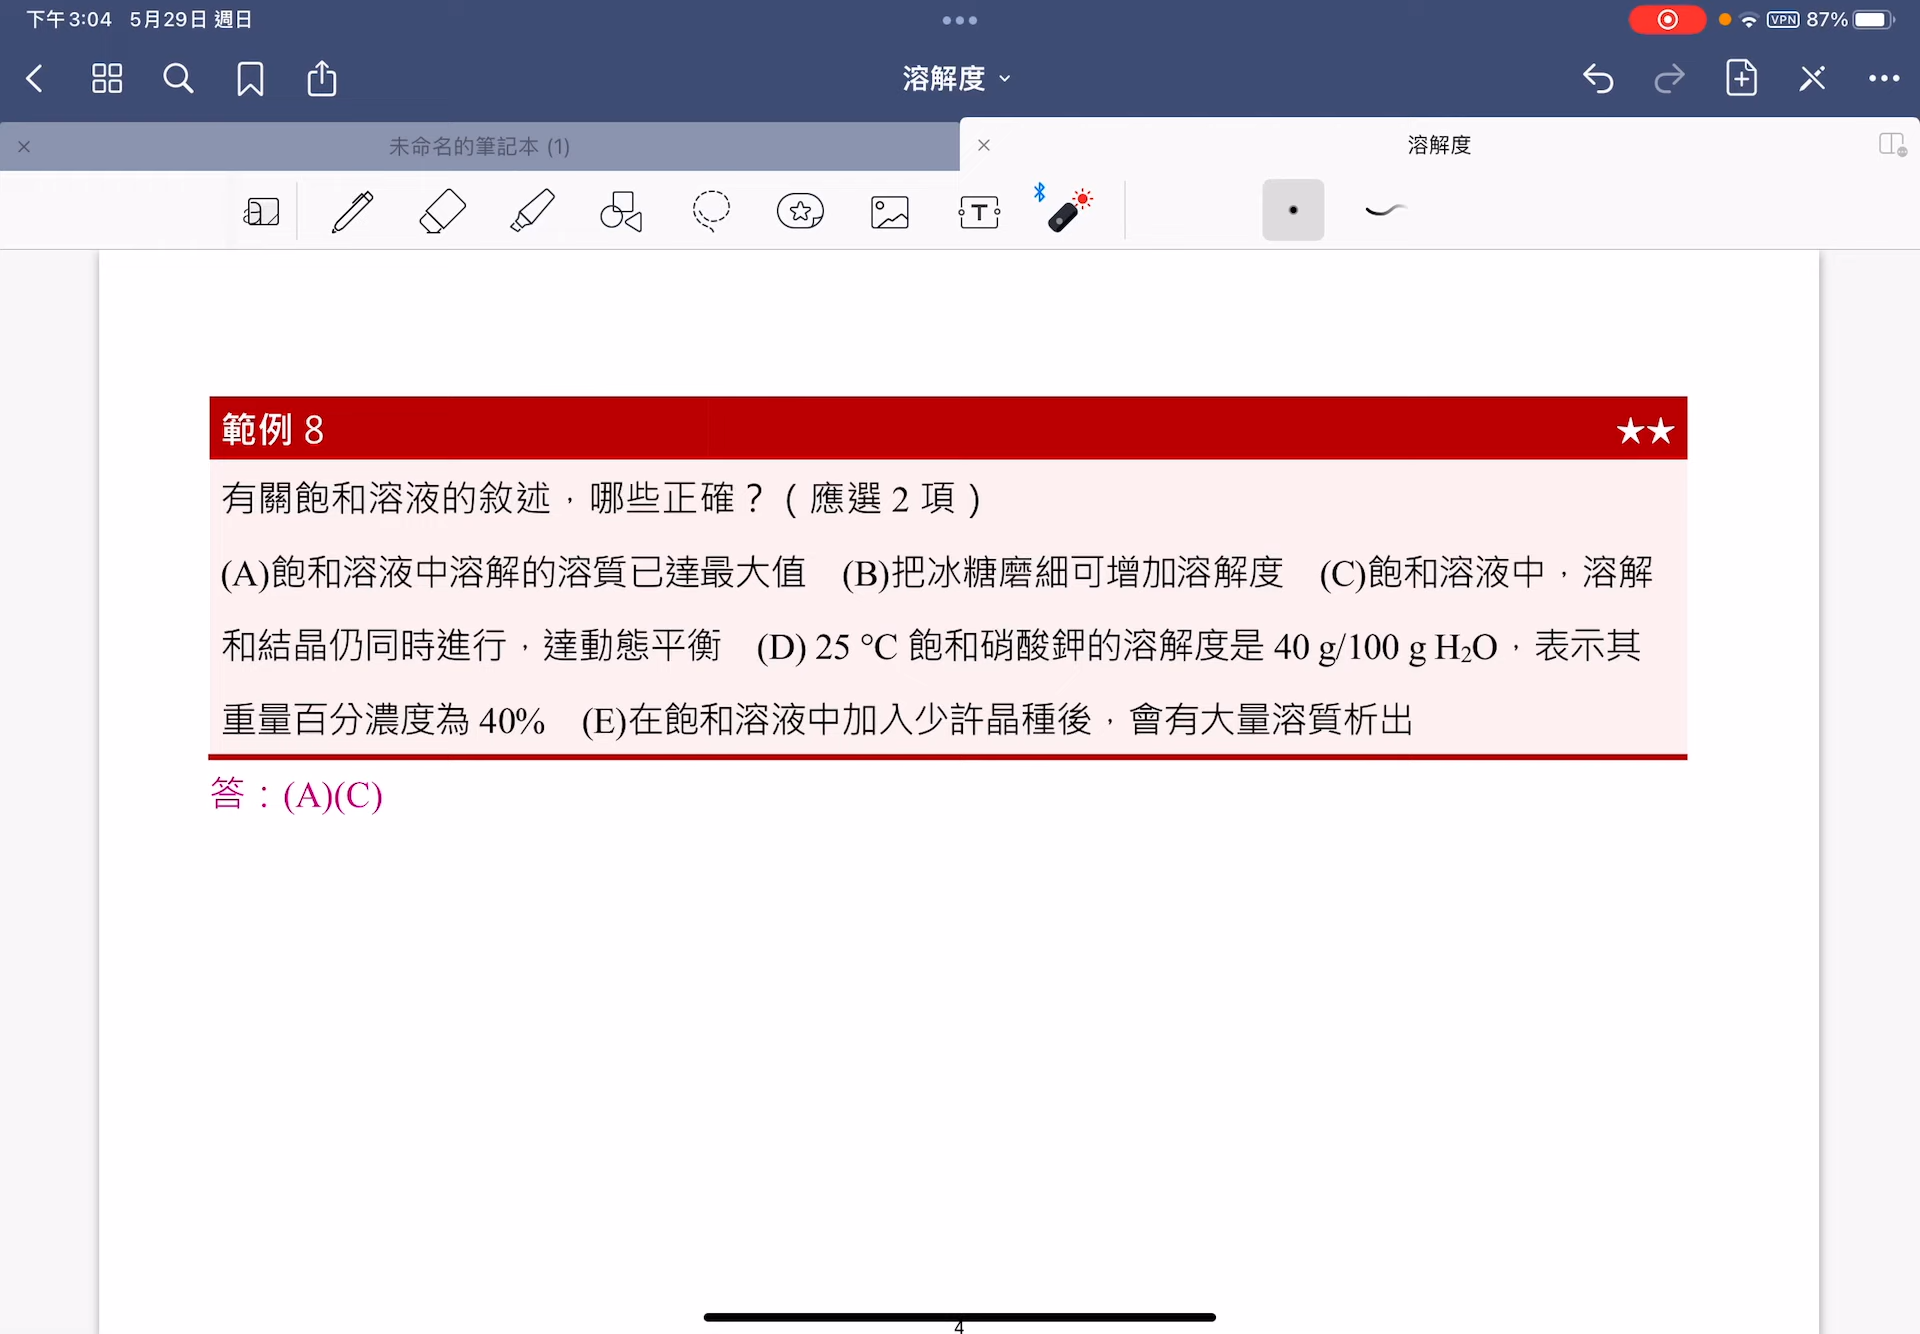 下午3:04 5月29日 週日
VPN 87%
溶解度
未命名的筆記本 (1)
溶解度
範例 8 ★★
有關飽和溶液的敘述，哪些正確？（應選 2 項）
(A)飽和溶液中溶解的溶質已達最大值 (B)把冰糖磨細可增加溶解度 (C)飽和溶液中，溶解
和結晶仍同時進行，達動態平衡 (D) 25 °C 飽和硝酸鉀的溶解度是 40 g/100 g H₂O，表示其
重量百分濃度為 40% (E)在飽和溶液中加入少許晶種後，會有大量溶質析出
答：(A)(C)
4